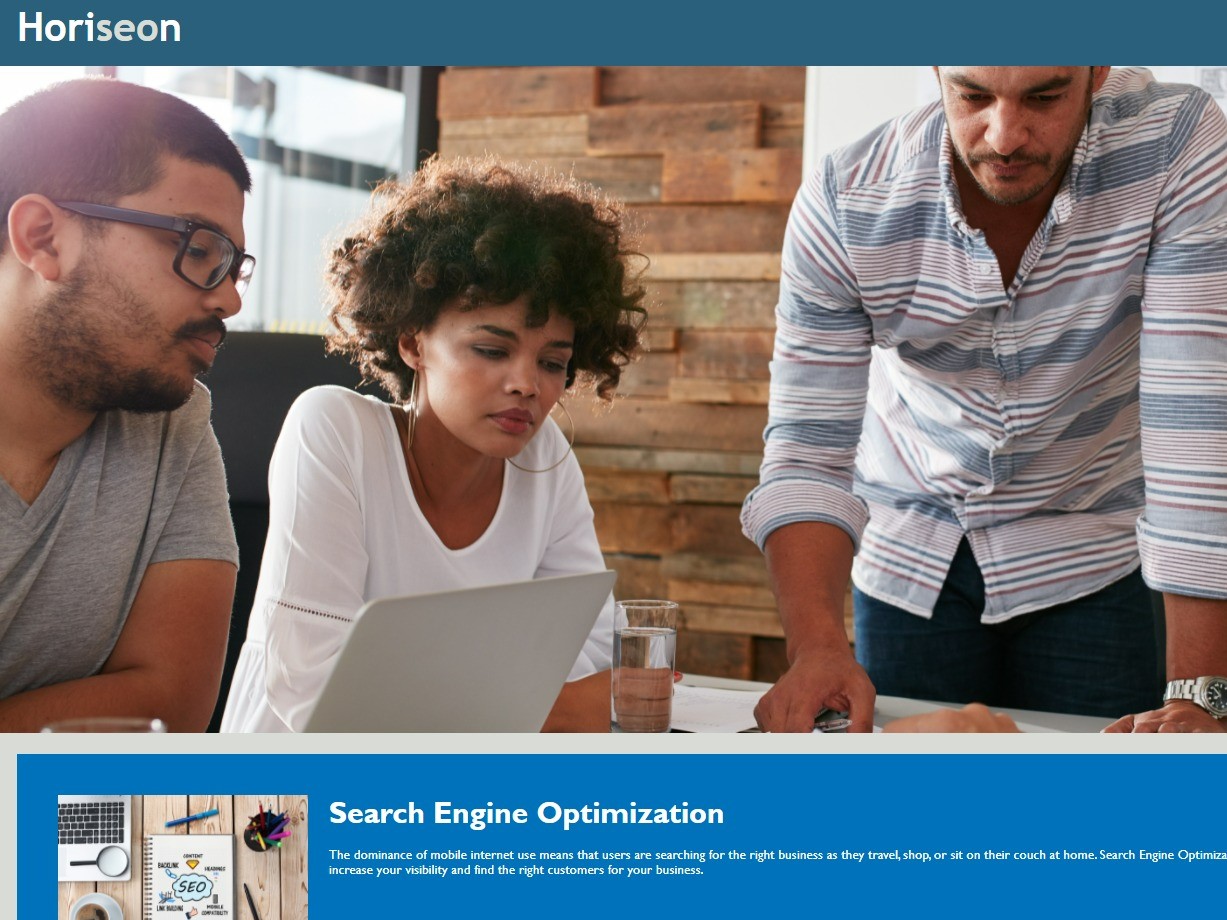 Horiseon
Search Engine Optimization
The dominance of mobile internet use means that users are searching for the right business as they travel, shop, or sit on their couch at home. Search Engine Optimiza
increase your visibility and find the right customers for your business.
CONTENT
BACKLINK
HEADINGS
SEO
LINK BUILDING
MOBILE
COMPATIBILITY